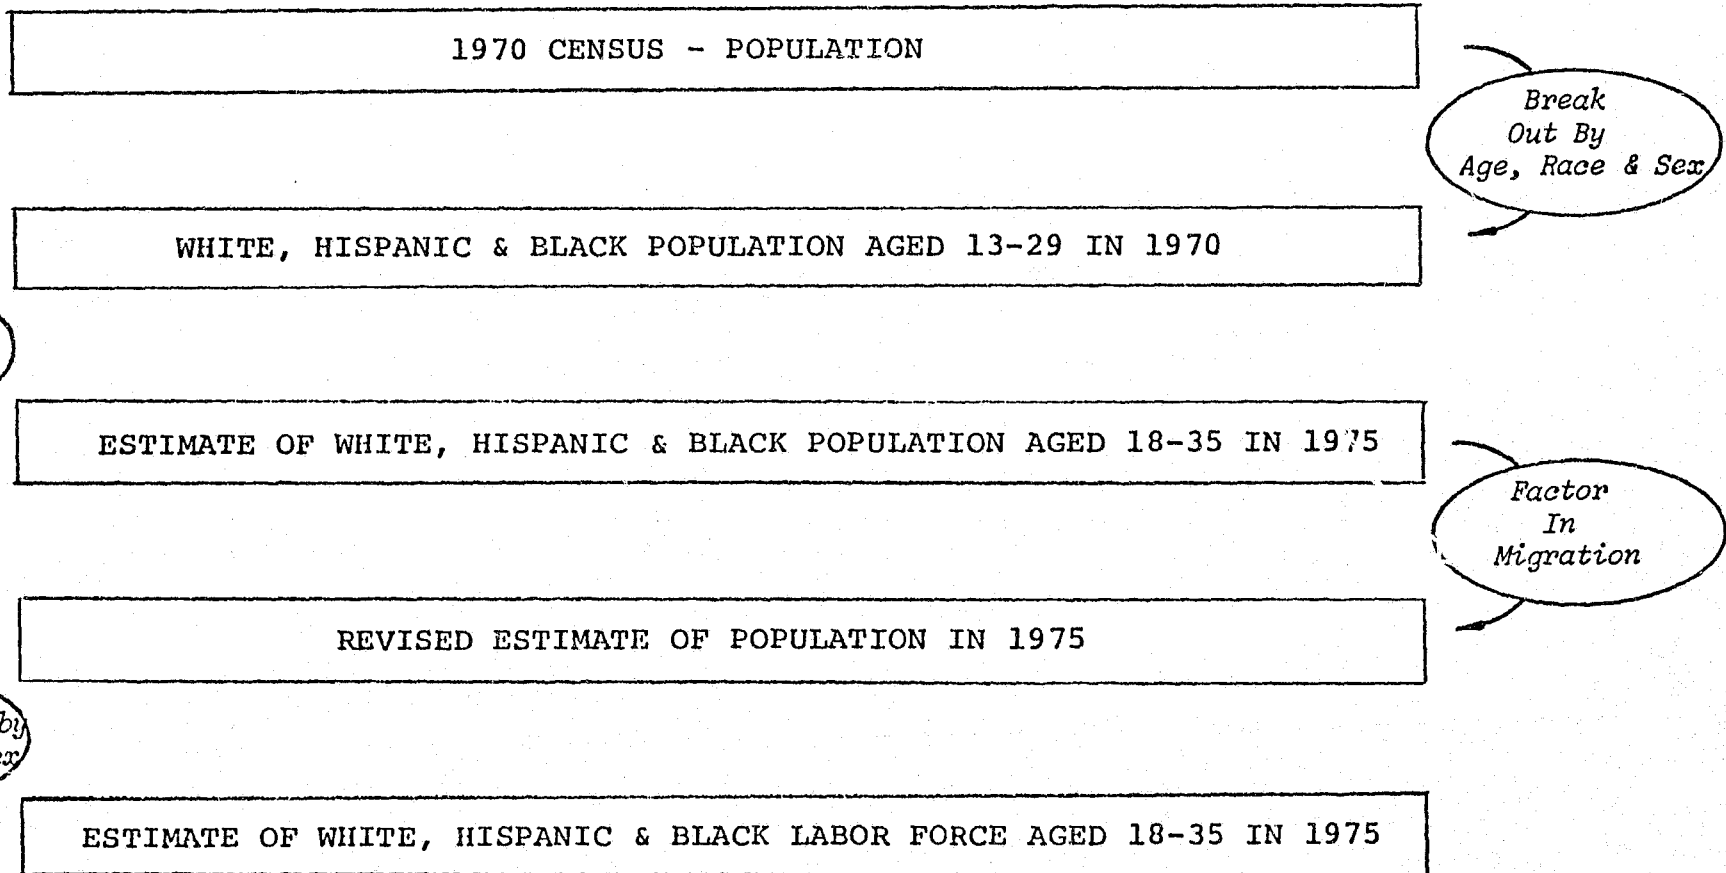 1970 CENSUS - POPULATION
Break
Out By
Age, Race & Sex
WHITE, HISPANIC & BLACK POPULATION AGED 13-29 IN 1970
ESTIMATE OF WHITE, HISPANIC & BLACK POPULATION AGED 18-35 IN 1975
Factor
In
Migration
REVISED ESTIMATE OF POPULATION IN 1975
by
ESTIMATE OF WHITE, HISPANIC & BLACK LABOR FORCE AGED 18-35 IN 1975